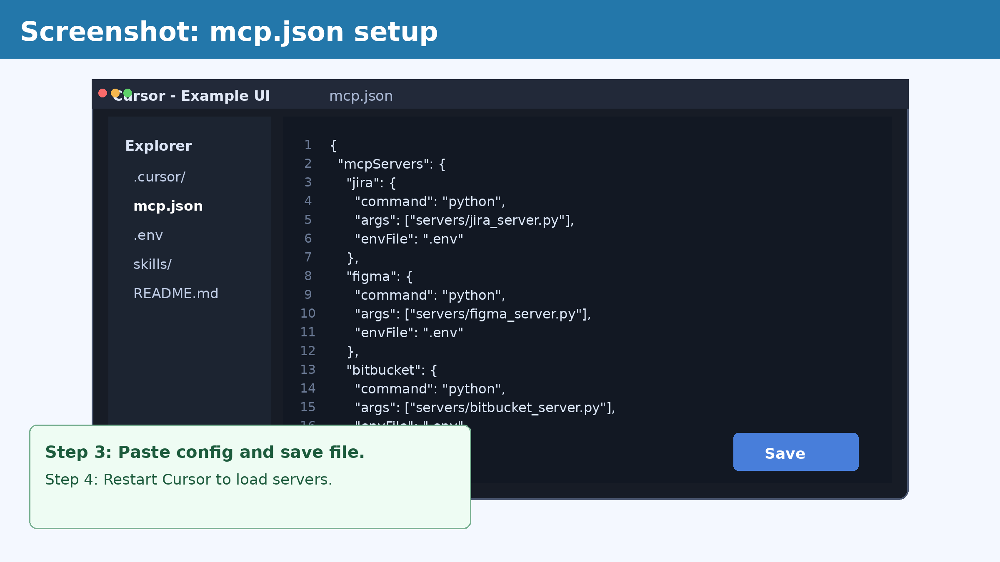 Screenshot: mcp.json setup
Cursor - Example UI
mcp.json
Explorer
.cursor/
mcp.json
.env
skills/
README.md
1 {
2 "mcpServers": {
3 "jira": {
4 "command": "python",
5 "args": ["servers/jira_server.py"],
6 "envFile": ".env"
7 },
8 "figma": {
9 "command": "python",
10 "args": ["servers/figma_server.py"],
11 "envFile": ".env"
12 },
13 "bitbucket": {
14 "command": "python",
15 "args": ["servers/bitbucket_server.py"],
16 "envFile": ".env"
Step 3: Paste config and save file.
Step 4: Restart Cursor to load servers.
Save